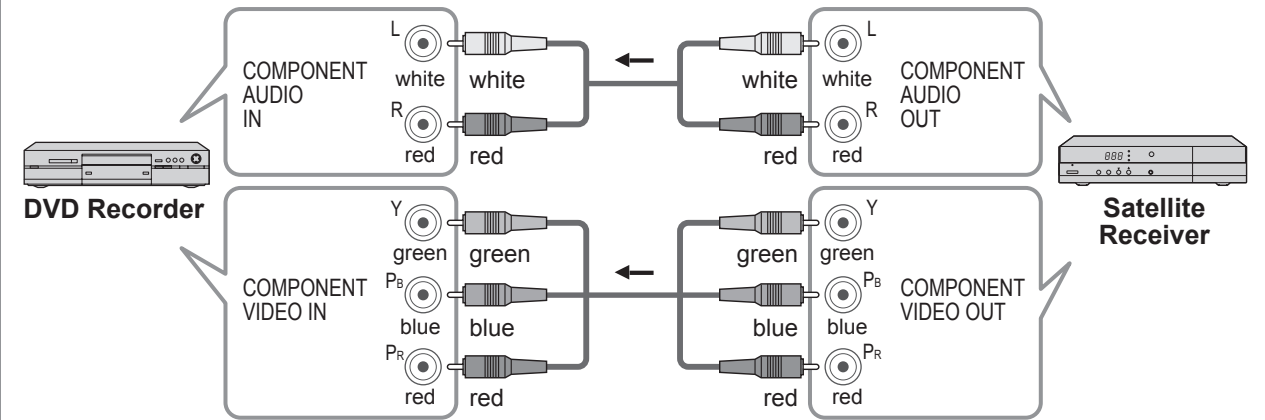 COMPONENT
AUDIO
IN
L
white
R
red
white
red
white
red
L
white
R
red
COMPONENT
AUDIO
OUT
DVD Recorder
888
Satellite
Receiver
COMPONENT
VIDEO IN
Y
green
PB
blue
PR
red
green
blue
red
green
blue
red
Y
green
PB
blue
PR
red
COMPONENT
VIDEO OUT